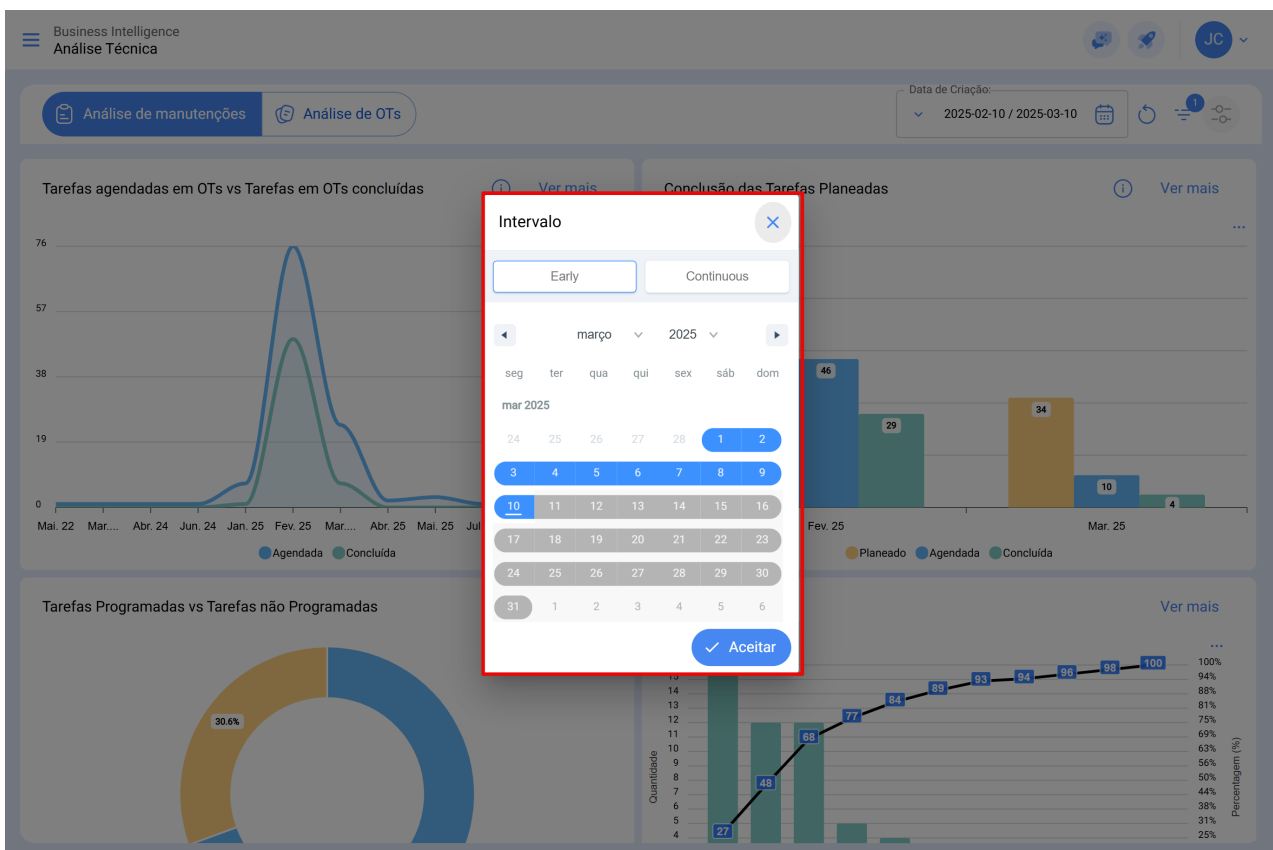 Business Intelligence
Análise Técnica
JC
Análise de manutenções
Análise de OTs
Data de Criação:
2025-02-10 / 2025-03-10
1
Tarefas agendadas em OTs vs Tarefas em OTs concluídas
Ver mais
76
57
38
19
0
Mai. 22 Mar.... Abr. 24 Jun. 24 Jan. 25 Fev. 25 Mar.... Abr. 25 Mai. 25 Jul
Agendada Concluída
Conclusão das Tarefas Planeadas
Ver mais
...
46
29
34
10
4
Fev. 25 Mar. 25
Planeado Agendada Concluída
Intervalo
Early Continuous
março 2025
seg ter qua qui sex sáb dom
mar 2025
24 25 26 27 28 1 2
3 4 5 6 7 8 9
10 11 12 13 14 15 16
17 18 19 20 21 22 23
24 25 26 27 28 29 30
31 1 2 3 4 5 6
Aceitar
Tarefas Programadas vs Tarefas não Programadas
30.6%
Ver mais
...
Quantidade
14
13
12
11
10
9
8
7
6
5
4
27
48
68
77
84
89
93
94
96
98
100
100%
94%
88%
81%
75%
69%
63%
56%
50%
44%
38%
31%
25%
Percentagem (%)